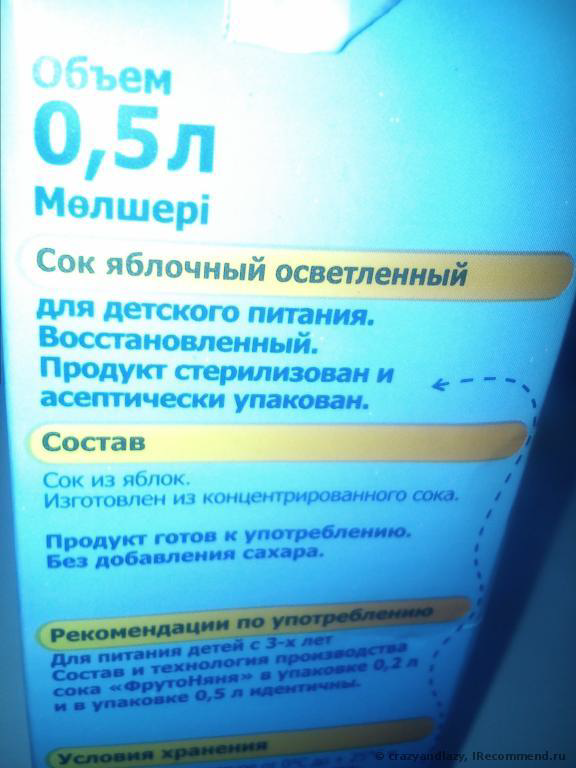 Объем
0,5л
Мөлшері
Сок яблочный осветленный
для детского питания.
Восстановленный.
Продукт стерилизован и
асептически упакован.
Состав
Сок из яблок.
Изготовлен из концентрированного сока.
Продукт готов к употреблению.
Без добавления сахара.
Рекомендации по употреблению
Для питания детей с 3-х лет
Состав и технология производства
сока «ФрутоНяня» в упаковке 0,2 л
и в упаковке 0,5 л идентичны.
Условия хранения
© crazyandlazy, IRecommend.ru